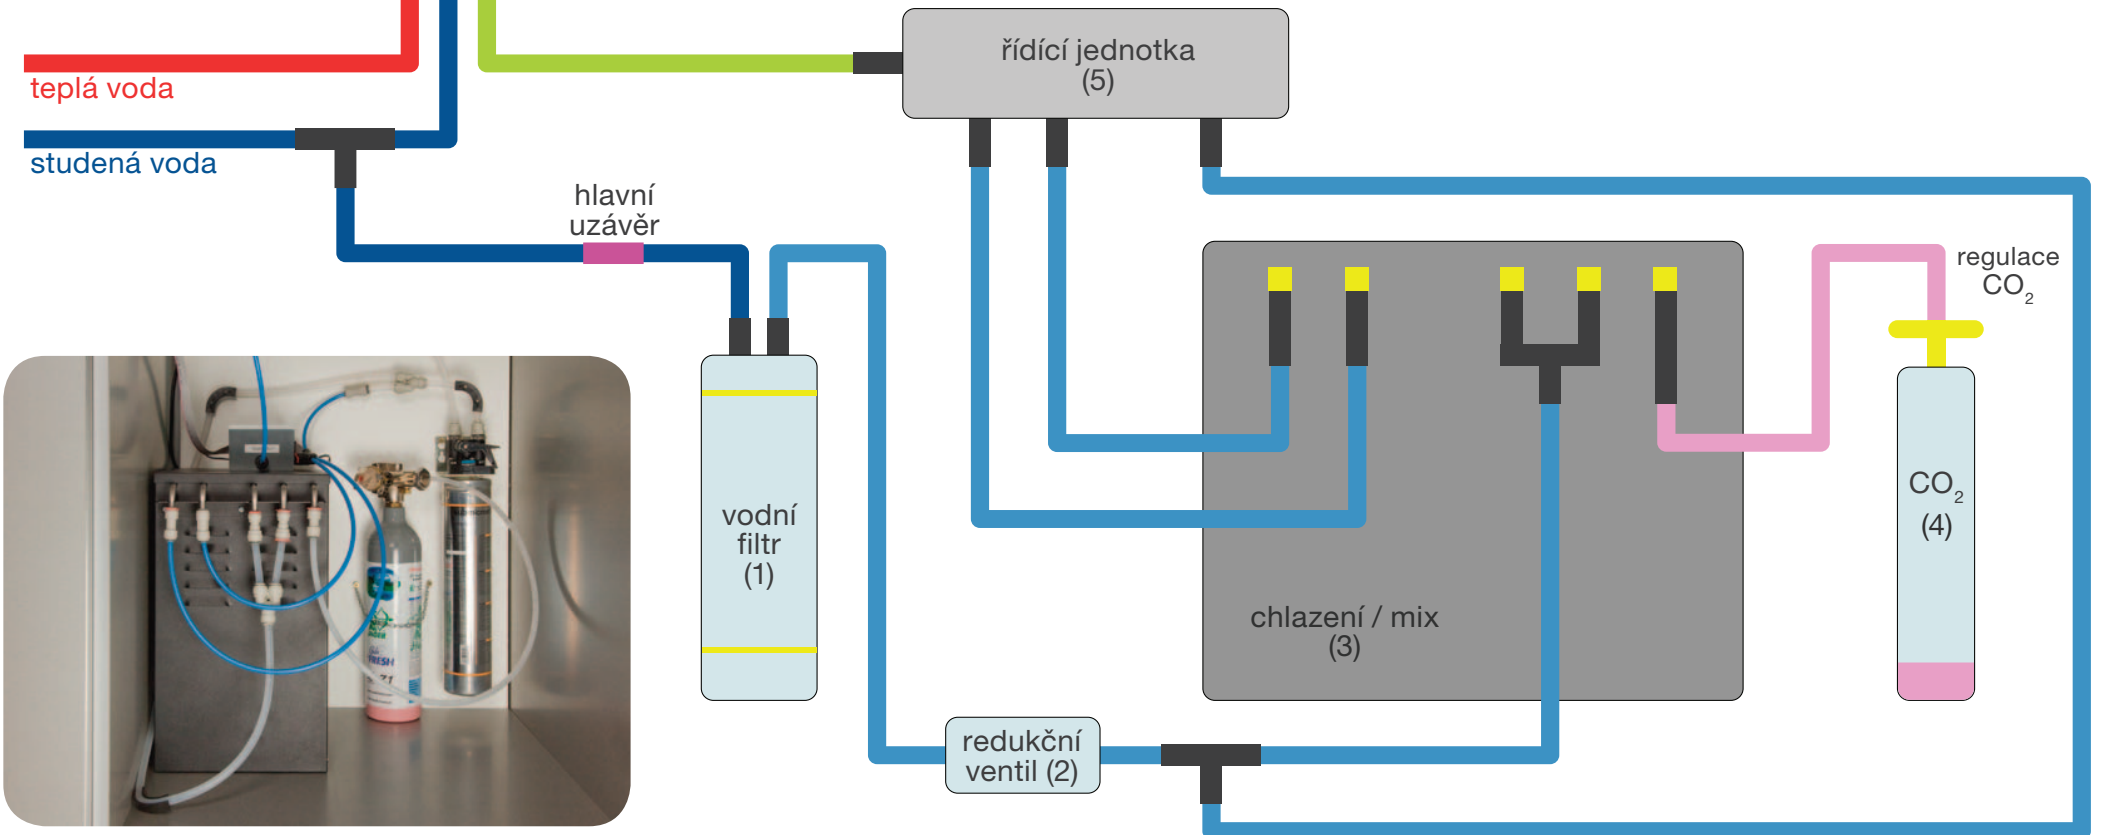 řídící jednotka
(5)
teplá voda
studená voda
hlavní
uzávěr
regulace
CO₂
vodní
filtr
(1)
CO₂
(4)
chlazení / mix
(3)
redukční
ventil (2)
FRESH